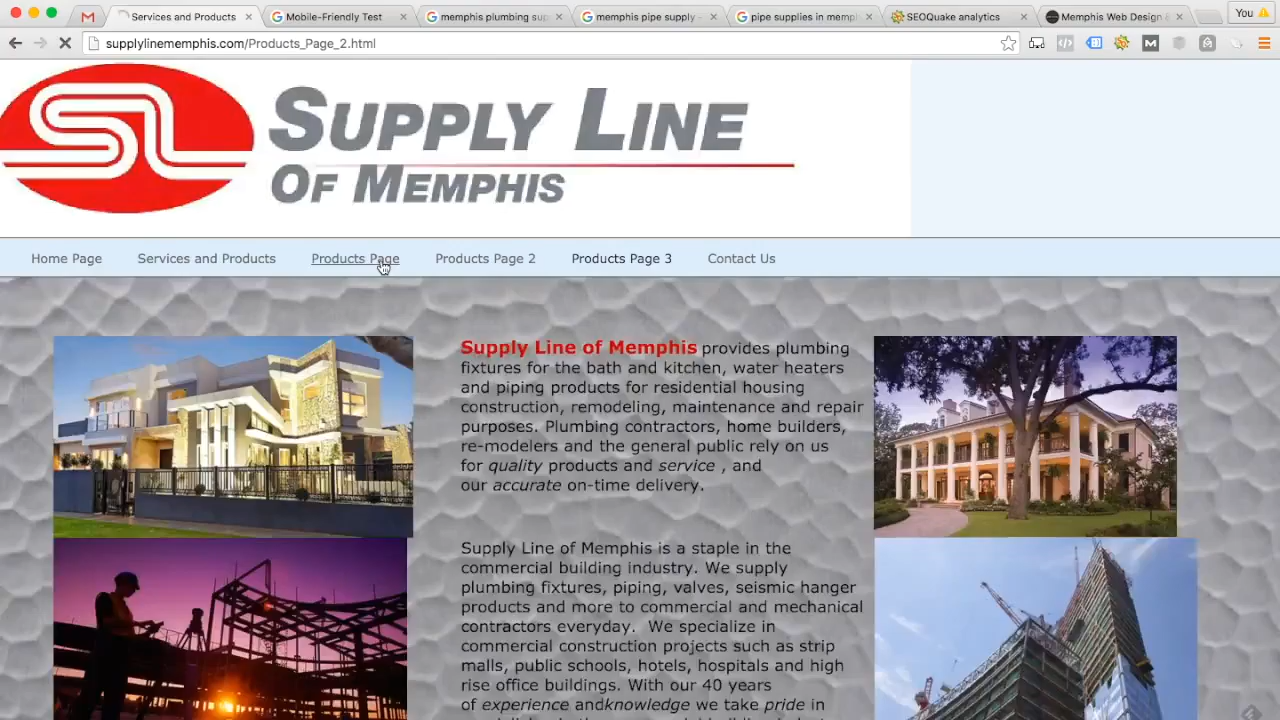 Services and Products
Mobile-Friendly Test
memphis plumbing sup
memphis pipe supply -
pipe supplies in memp
SEOQuake analytics
Memphis Web Design &
You
supplylinememphis.com/Products_Page_2.html
SL
SUPPLY LINE
OF MEMPHIS
Home Page
Services and Products
Products Page
Products Page 2
Products Page 3
Contact Us
Supply Line of Memphis provides plumbing
fixtures for the bath and kitchen, water heaters
and piping products for residential housing
construction, remodeling, maintenance and repair
purposes. Plumbing contractors, home builders,
re-modelers and the general public rely on us
for quality products and service , and
our accurate on-time delivery.
Supply Line of Memphis is a staple in the
commercial building industry. We supply
plumbing fixtures, piping, valves, seismic hanger
products and more to commercial and mechanical
contractors everyday.  We specialize in
commercial construction projects such as strip
malls, public schools, hotels, hospitals and high
rise office buildings. With our 40 years
of experience andknowledge we take pride in